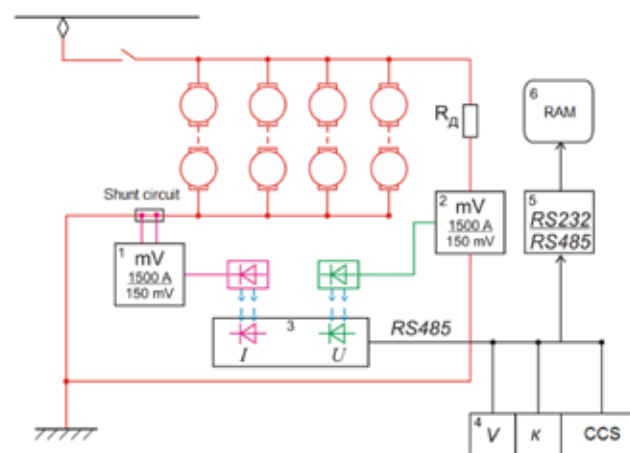 6
RAM
Rд
Shunt circuit
1
mV
1500 A
150 mV
2
mV
1500 A
150 mV
5
RS232
RS485
3
I
U
RS485
4
V
к
CCS